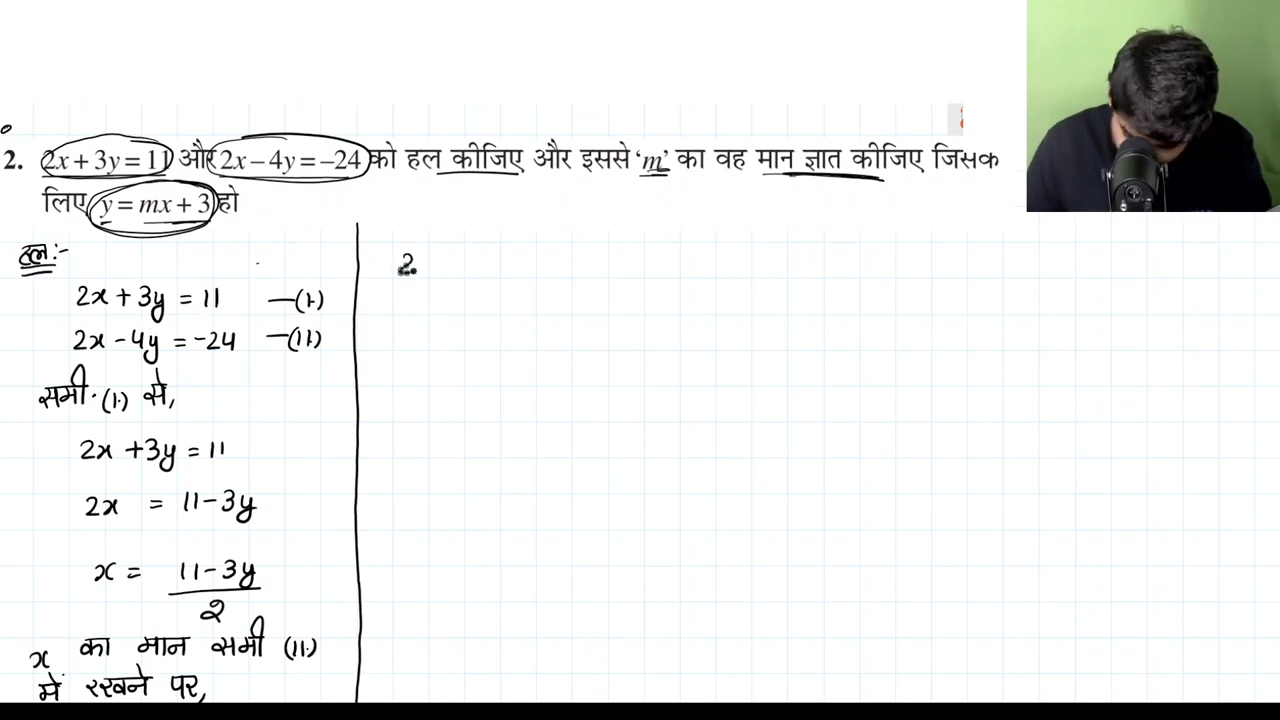 2. 2x + 3y = 11 और 2x – 4y = –24 को हल कीजिए और इससे ‘m’ का वह मान ज्ञात कीजिए जिसक
लिए y = mx + 3 हो
हल:-
2x + 3y = 11 —(i)
2x - 4y = -24 —(ii)
समी. (i) से,
2x + 3y = 11
2x = 11 - 3y
x = 11 - 3y
2
x का मान समी (ii)
में रखने पर,
2